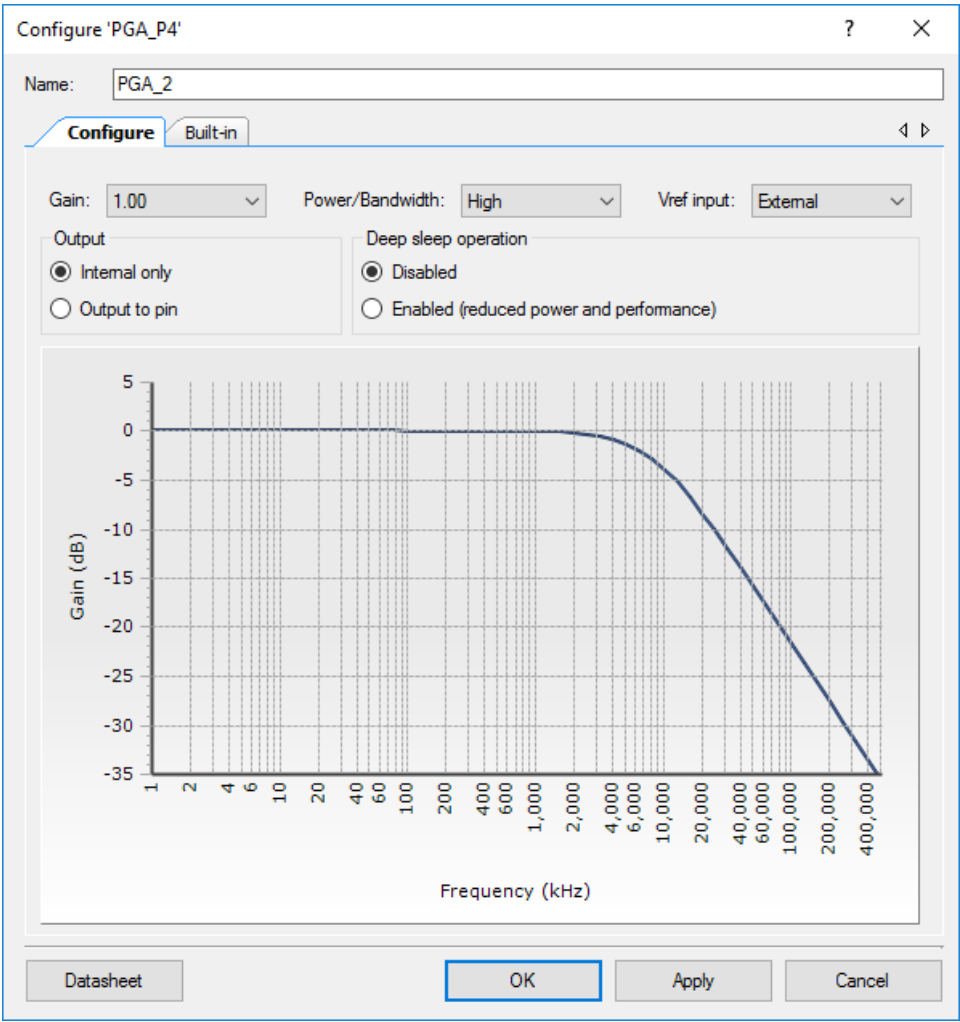 Configure 'PGA_P4' ? ×
Name: PGA_2
Configure Built-in
Gain: 1.00 Power/Bandwidth: High Vref input: External
Output Deep sleep operation
Internal only Disabled
Output to pin Enabled (reduced power and performance)
5
0
-5
-10
-15
-20
-25
-30
-35
Gain (dB)
1 2 4 6 10 20 40 60 100 200 400 600 1,000 2,000 4,000 6,000 10,000 20,000 40,000 60,000 100,000 200,000 400,000
Frequency (kHz)
Datasheet OK Apply Cancel